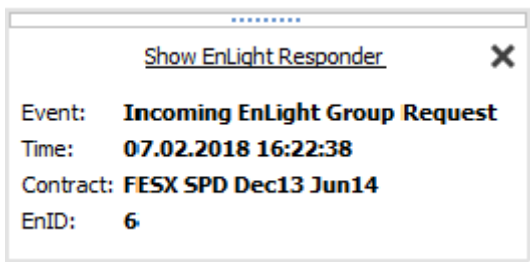 Show EnLight Responder
Event: Incoming EnLight Group Request
Time: 07.02.2018 16:22:38
Contract: FESX SPD Dec13 Jun14
EnID: 6